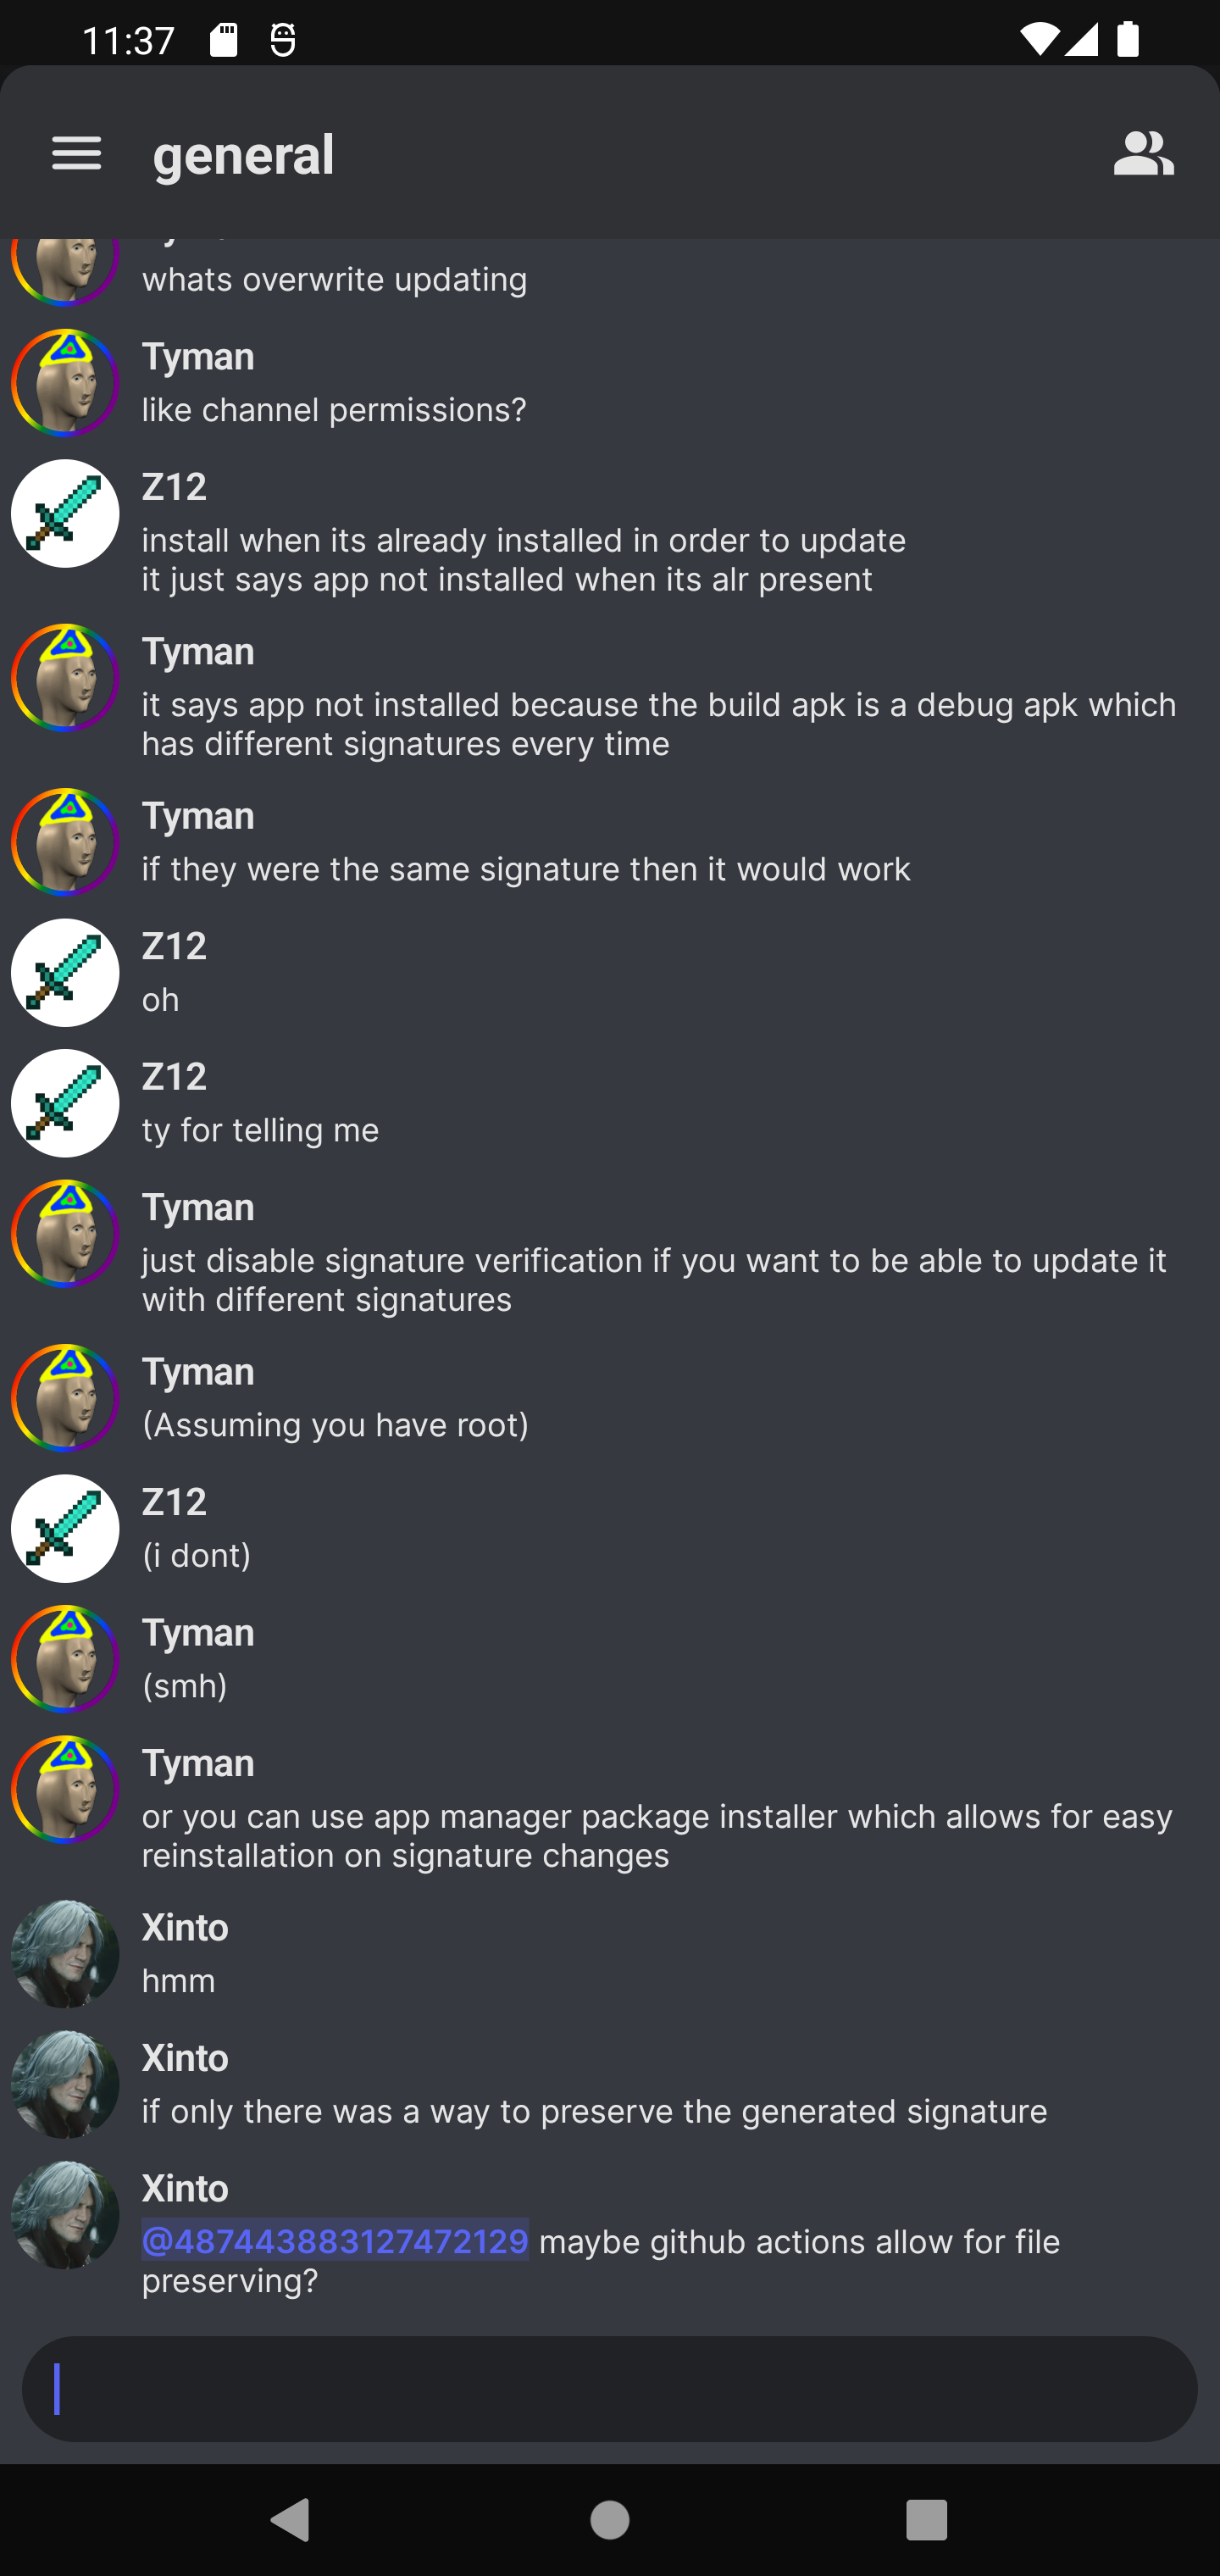 11:37
general
whats overwrite updating
Tyman
like channel permissions?
Z12
install when its already installed in order to update
it just says app not installed when its alr present
Tyman
it says app not installed because the build apk is a debug apk which
has different signatures every time
Tyman
if they were the same signature then it would work
Z12
oh
Z12
ty for telling me
Tyman
just disable signature verification if you want to be able to update it
with different signatures
Tyman
(Assuming you have root)
Z12
(i dont)
Tyman
(smh)
Tyman
or you can use app manager package installer which allows for easy
reinstallation on signature changes
Xinto
hmm
Xinto
if only there was a way to preserve the generated signature
Xinto
@487443883127472129 maybe github actions allow for file
preserving?